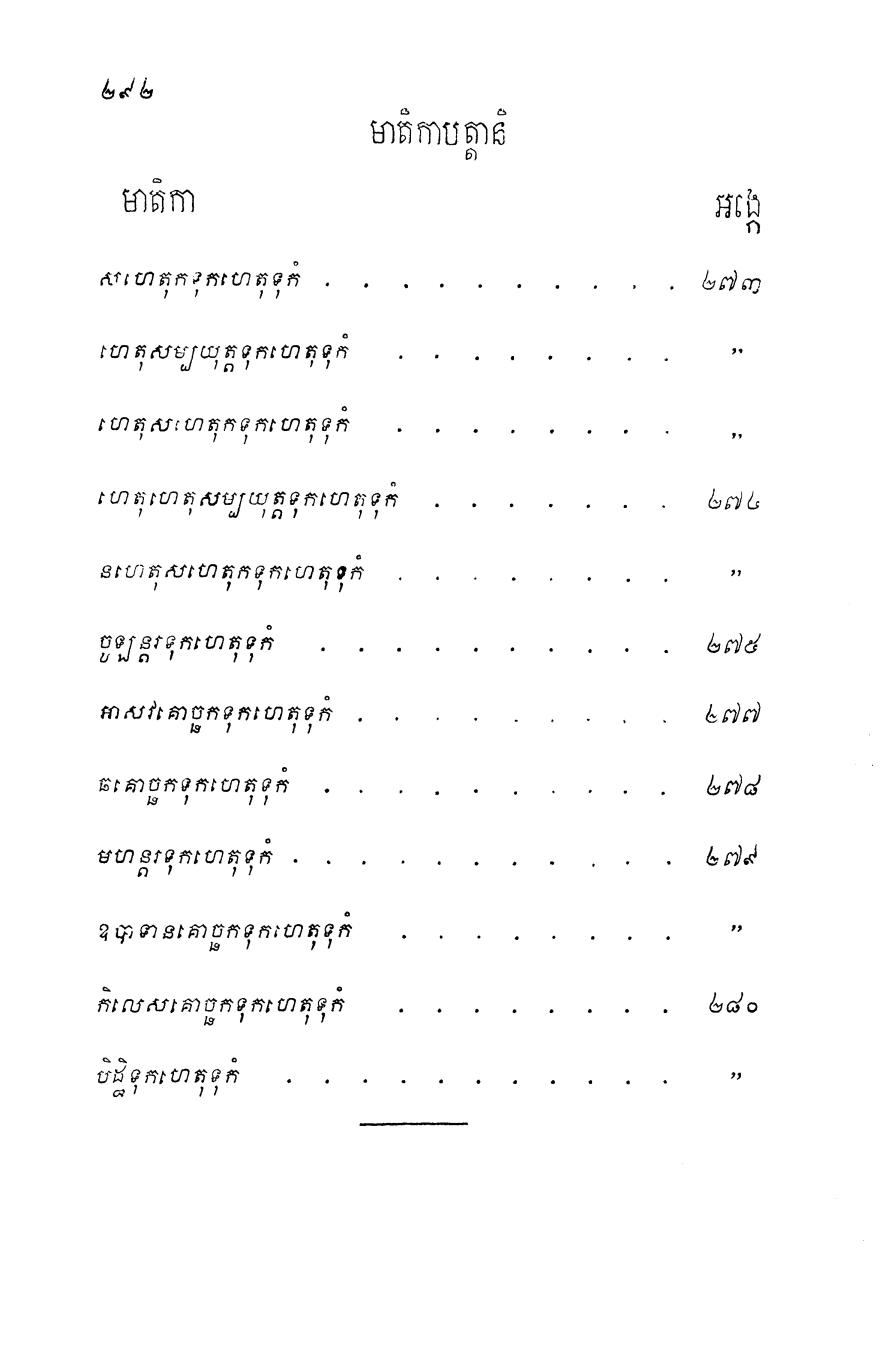 ២៩២
មាតិកាបត្តានិ
មាតិកា អង្កេ
សហេតុកទុកហេតុទុកំ . . . . . . . . . . ២៧៣
ហេតុសម្បយុត្តទុកហេតុទុកំ . . . . . . . . ”
ហេតុសហេតុកទុកហេតុទុកំ . . . . . . . . ”
ហេតុហេតុសម្បយុត្តទុកហេតុទុកំ . . . . . . . ២៧៤
នហេតុសហេតុកទុកហេតុទុកំ . . . . . . . . ”
ចូឡន្តរទុកហេតុទុកំ . . . . . . . . . . ២៧៥
អាសវគោច្ឆកទុកហេតុទុកំ . . . . . . . . . ២៧៧
ឆគោច្ឆកទុកហេតុទុកំ . . . . . . . . . . ២៧៨
មហន្តរទុកហេតុទុកំ . . . . . . . . . . . ២៧៩
ឧបាទានគោច្ឆកទុកហេតុទុកំ . . . . . . . . ”
កិលេសគោច្ឆកទុកហេតុទុកំ . . . . . . . . ២៨០
បិដ្ឋិទុកហេតុទុកំ . . . . . . . . . . . ”